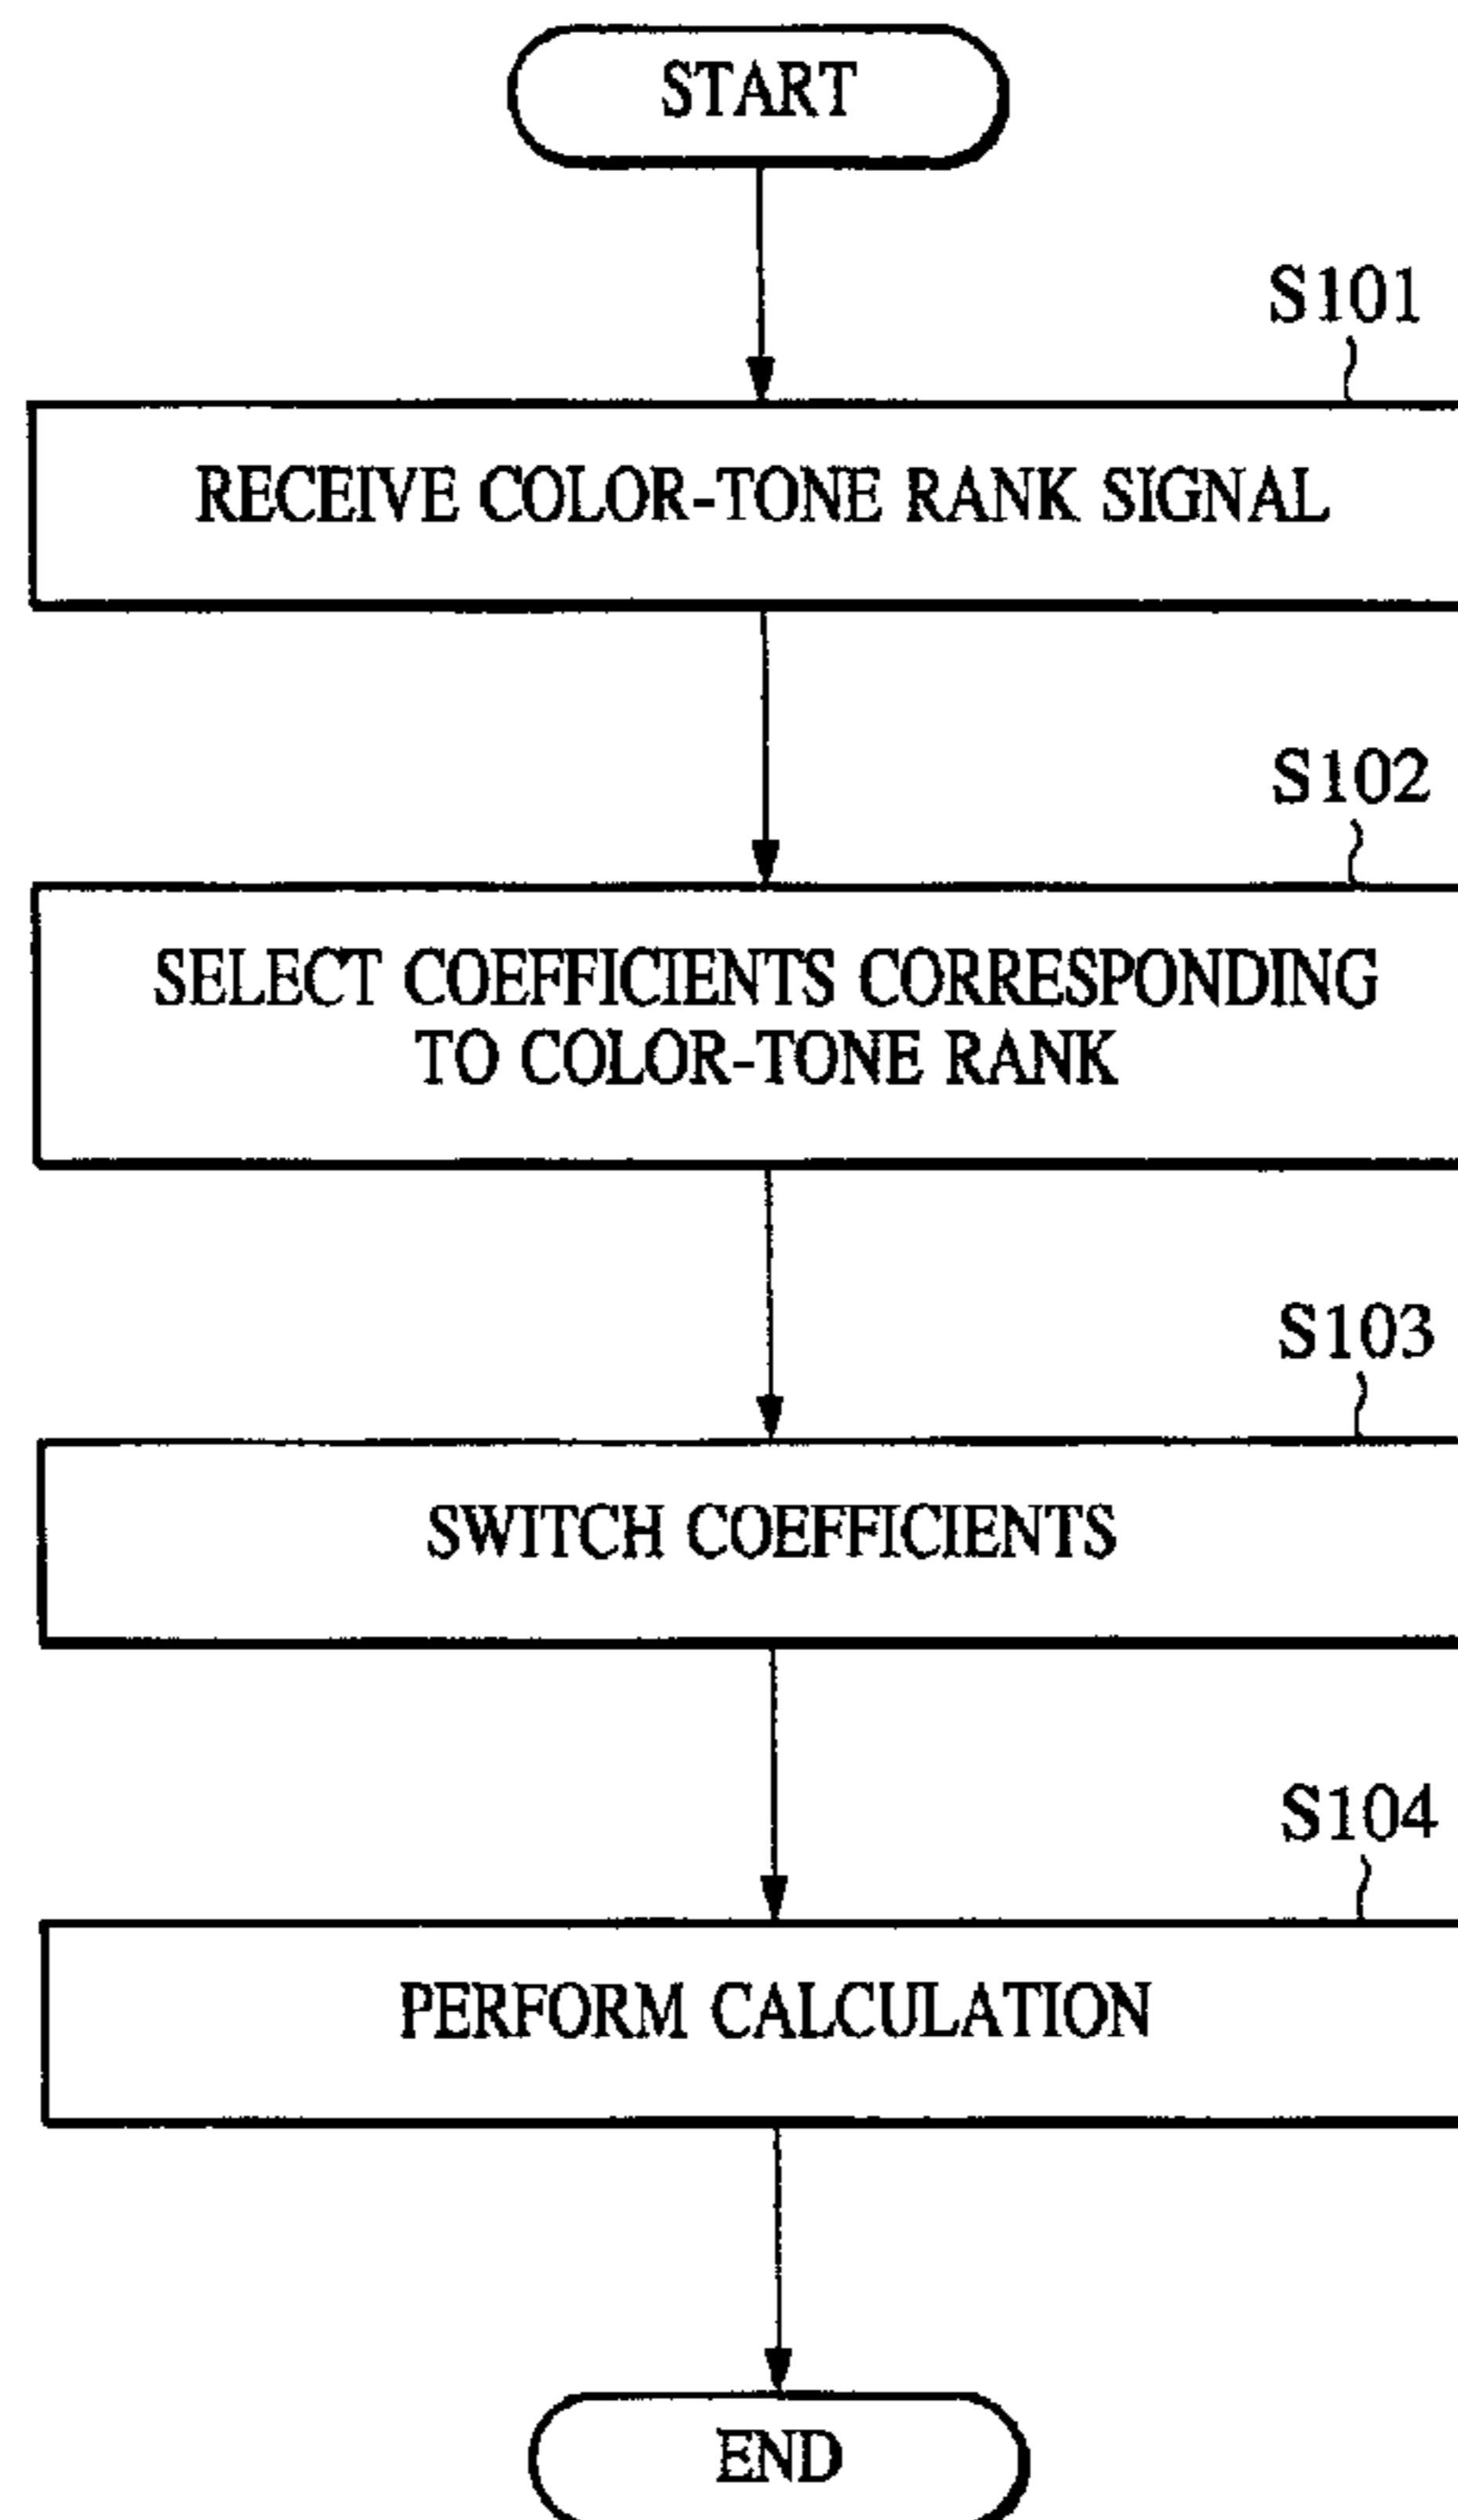 START
S101
RECEIVE COLOR-TONE RANK SIGNAL
S102
SELECT COEFFICIENTS CORRESPONDING
TO COLOR-TONE RANK
S103
SWITCH COEFFICIENTS
S104
PERFORM CALCULATION
END